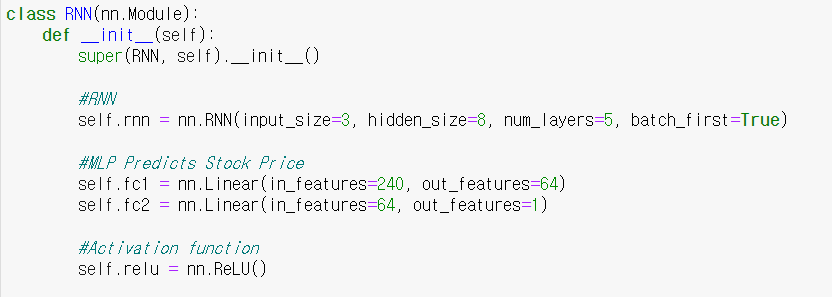 class RNN(nn.Module):
    def __init__(self):
        super(RNN, self).__init__()

        #RNN
        self.rnn = nn.RNN(input_size=3, hidden_size=8, num_layers=5, batch_first=True)

        #MLP Predicts Stock Price
        self.fc1 = nn.Linear(in_features=240, out_features=64)
        self.fc2 = nn.Linear(in_features=64, out_features=1)

        #Activation function
        self.relu = nn.ReLU()